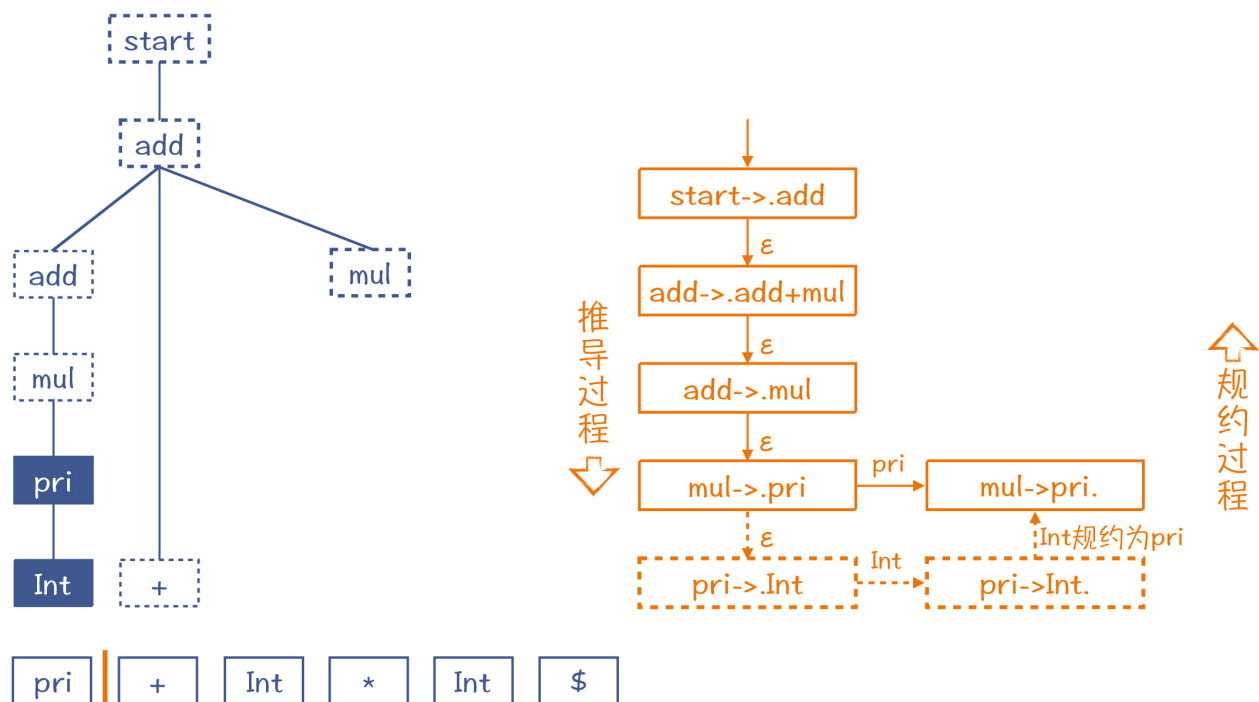 start
add
add
mul
mul
pri
Int
+
pri
+
Int
*
Int
$
start->.add
ε
add->.add+mul
ε
add->.mul
ε
mul->.pri
pri
mul->pri.
ε
Int
Int规约为pri
pri->.Int
pri->Int.
推导过程
规约过程